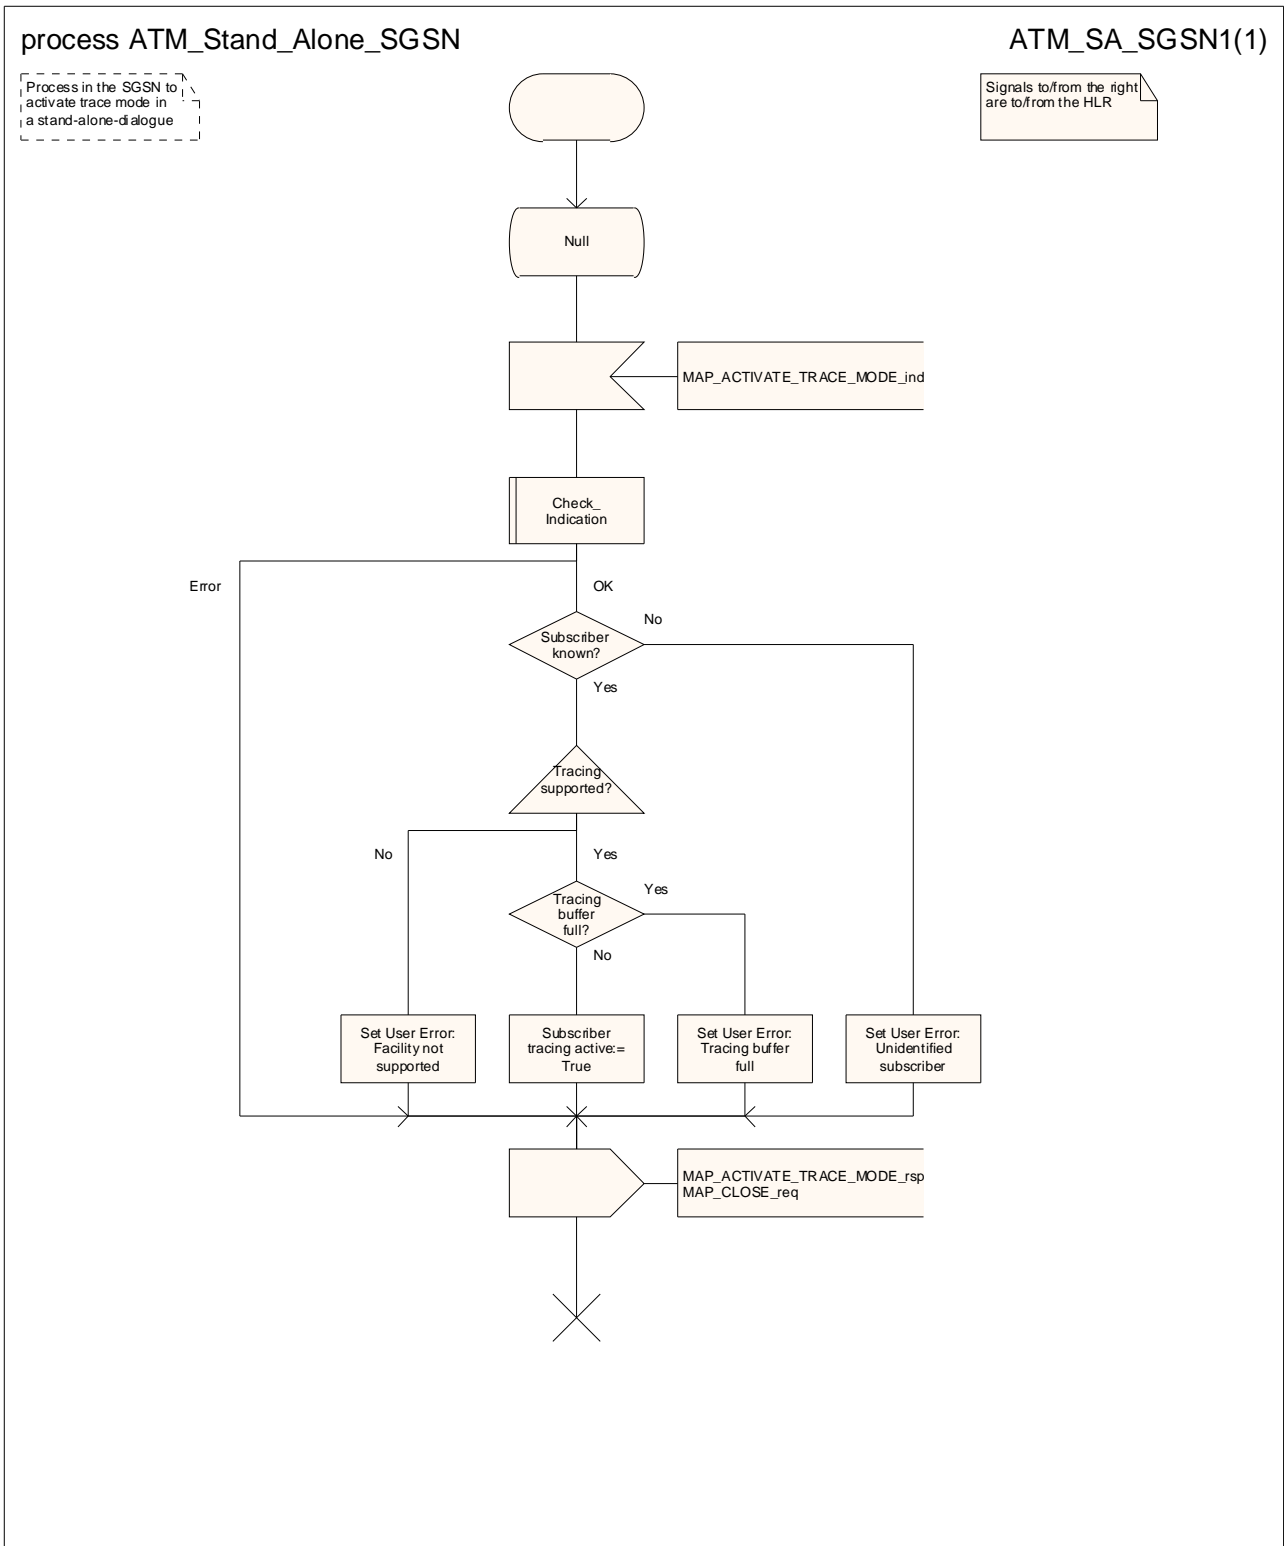 process ATM_Stand_Alone_SGSN
ATM_SA_SGSN1(1)
Process in the SGSN to
activate trace mode in
a stand-alone-dialogue
Signals to/from the right
are to/from the HLR
Null
MAP_ACTIVATE_TRACE_MODE_ind
Check_
Indication
Error
OK
No
Subscriber
known?
Yes
Tracing
supported?
No
Yes
Yes
Tracing
buffer
full?
No
Set User Error:
Facility not
supported
Subscriber
tracing active:=
True
Set User Error:
Tracing buffer
full
Set User Error:
Unidentified
subscriber
MAP_ACTIVATE_TRACE_MODE_rsp
MAP_CLOSE_req